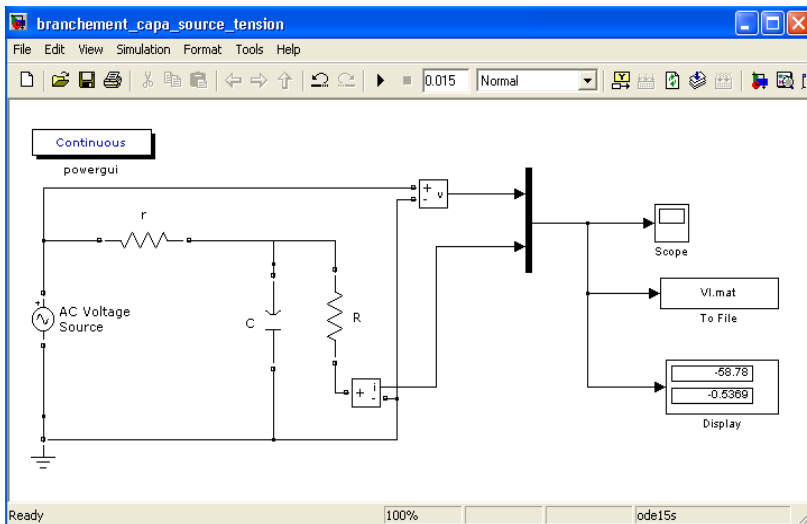 branchement_capa_source_tension
File Edit View Simulation Format Tools Help
0.015 Normal
Continuous
powergui
r
+ v
-
Scope
AC Voltage
Source
+
C
R
VI.mat
To File
+ i
-
-58.78
-0.5369
Display
Ready 100% ode15s